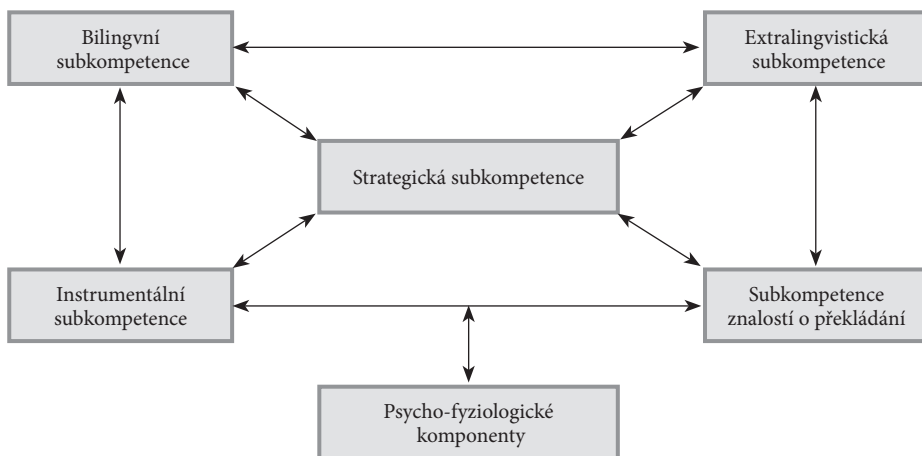 Bilingvní
subkompetence
Extralingvistická
subkompetence
Strategická subkompetence
Instrumentální
subkompetence
Subkompetence
znalostí o překládání
Psycho-fyziologické
komponenty